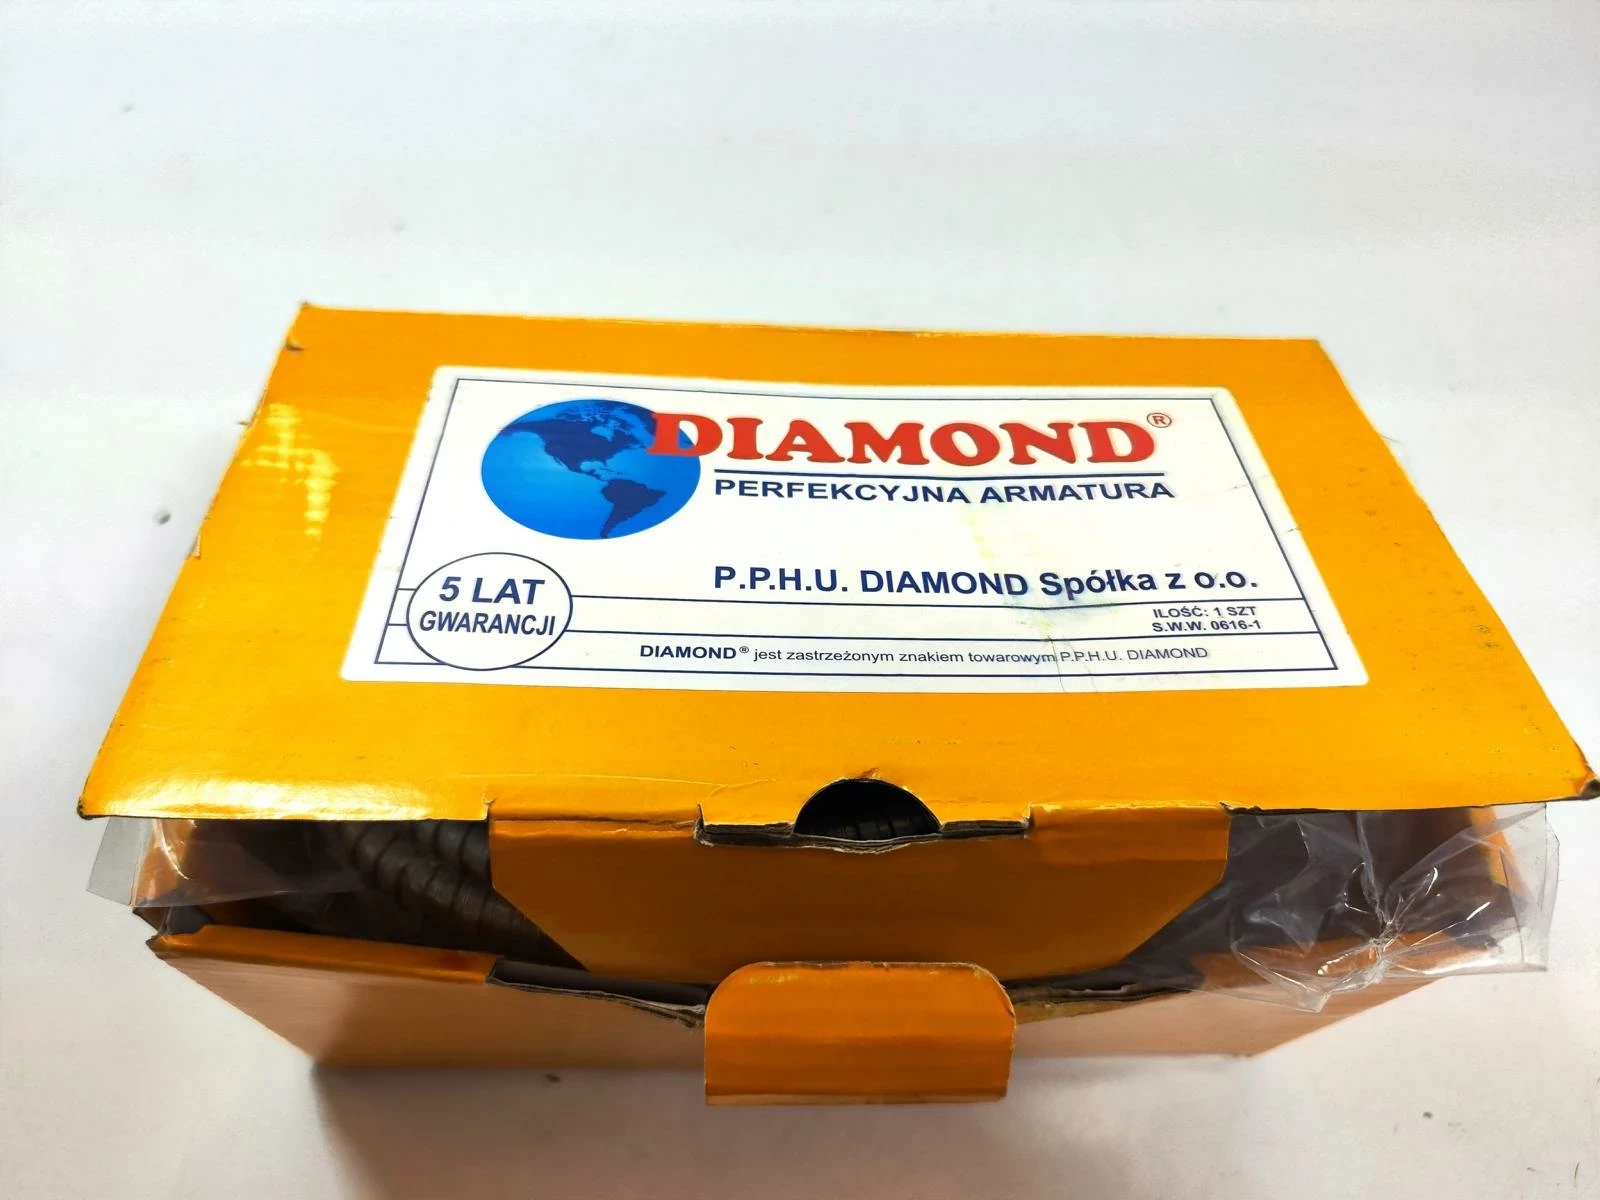 DIAMOND®
PERFEKCYJNA ARMATURA
P.P.H.U. DIAMOND Spółka z o.o.
5 LAT
GWARANCJI
ILOŚĆ: 1 SZT
S.W.W. 0616-1
DIAMOND® jest zastrzeżonym znakiem towarowym P.P.H.U. DIAMOND